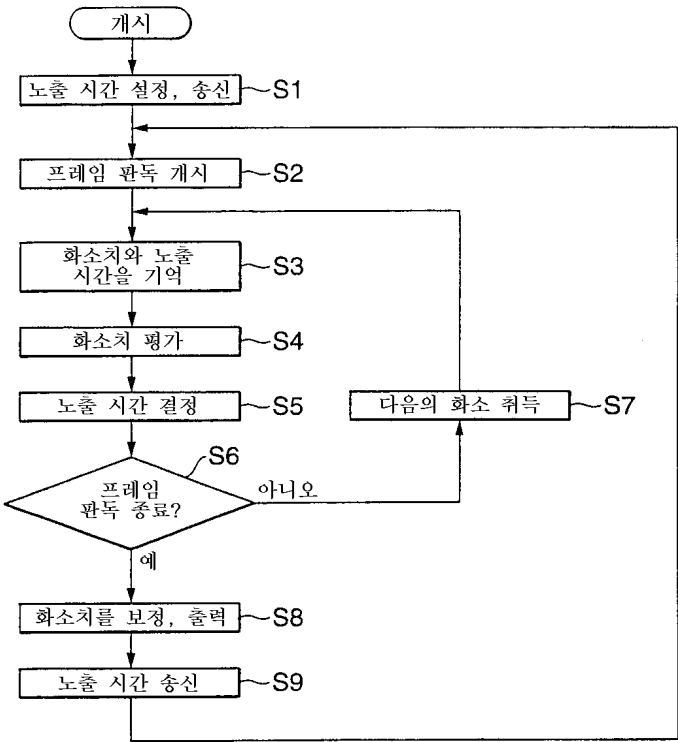 개시
노출 시간 설정, 송신
S1
프레임 판독 개시
S2
화소치와 노출
시간을 기억
S3
화소치 평가
S4
노출 시간 결정
S5
다음의 화소 취득
S7
S6
프레임
판독 종료?
아니오
예
화소치를 보정, 출력
S8
노출 시간 송신
S9